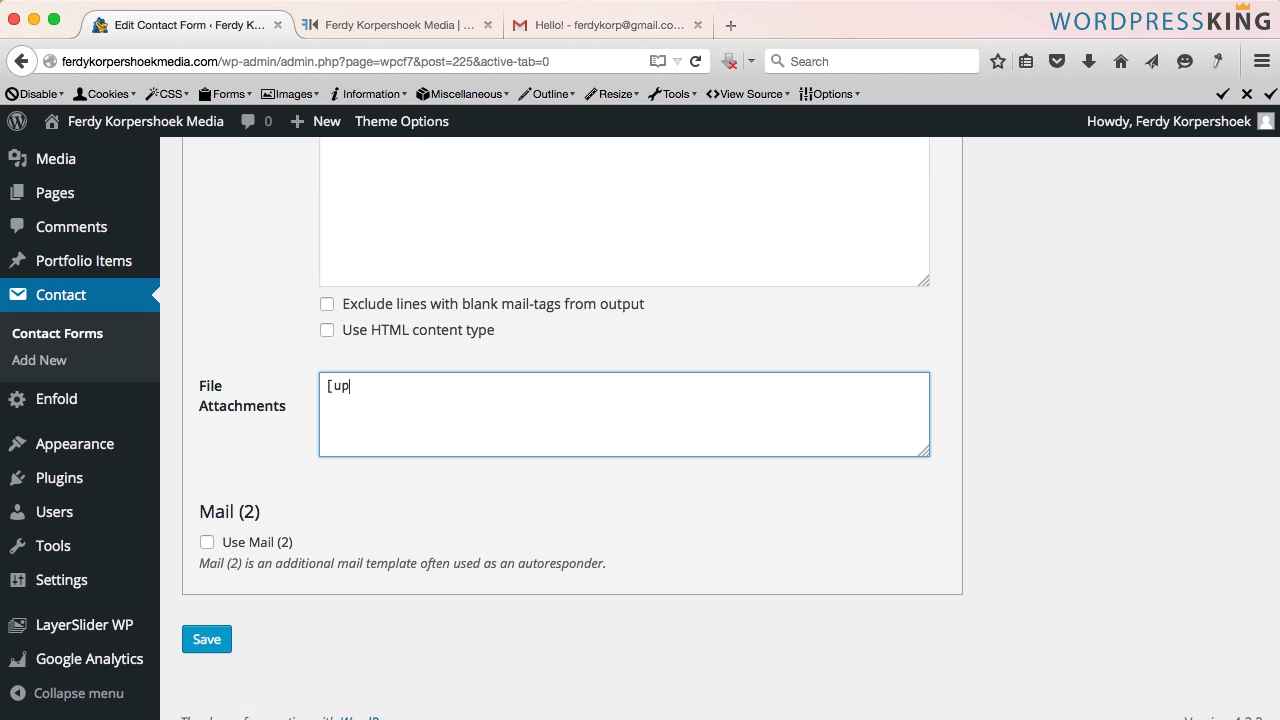 Edit Contact Form ‹ Ferdy K...
Ferdy Korpershoek Media | ...
Hello! - ferdykorp@gmail.co...
WORDPRESSKING
ferdykorpershoekmedia.com/wp-admin/admin.php?page=wpcf7&post=225&active-tab=0
Search
Disable
Cookies
CSS
Forms
Images
Information
Miscellaneous
Outline
Resize
Tools
View Source
Options
Ferdy Korpershoek Media
0
New
Theme Options
Howdy, Ferdy Korpershoek
Media
Pages
Comments
Portfolio Items
Contact
Contact Forms
Add New
Enfold
Appearance
Plugins
Users
Tools
Settings
LayerSlider WP
Google Analytics
Collapse menu
Exclude lines with blank mail-tags from output
Use HTML content type
File
Attachments
[up
Mail (2)
Use Mail (2)
Mail (2) is an additional mail template often used as an autoresponder.
Save